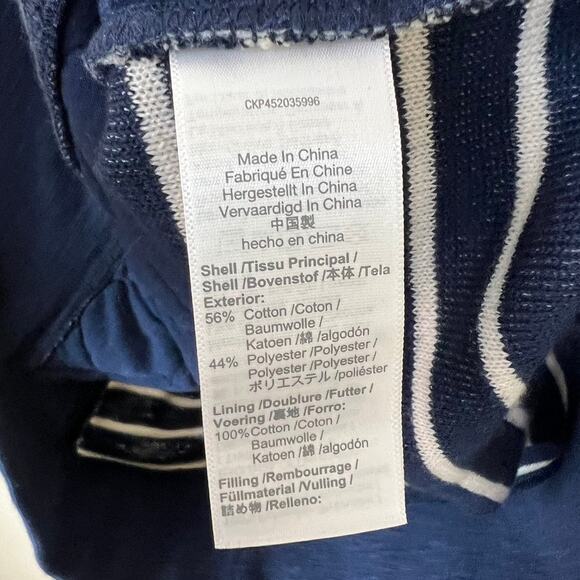 CKP452035996
Made In China
Fabriqué En Chine
Hergestellt In China
Vervaardigd In China
中国製
hecho en china
Shell /Tissu Principal /
Shell /Bovenstof /本体 /Tela
Exterior:
56% Cotton /Coton /
Baumwolle /
Katoen /綿 /algodón
44% Polyester /Polyester /
Polyester /Polyester /
ポリエステル /poliéster
Lining /Doublure /Futter /
Voering /裏地 /Forro:
100%Cotton /Coton /
Baumwolle /
Katoen /綿 /algodón
Filling /Rembourrage /
Füllmaterial /Vulling /
詰め物 /Relleno: